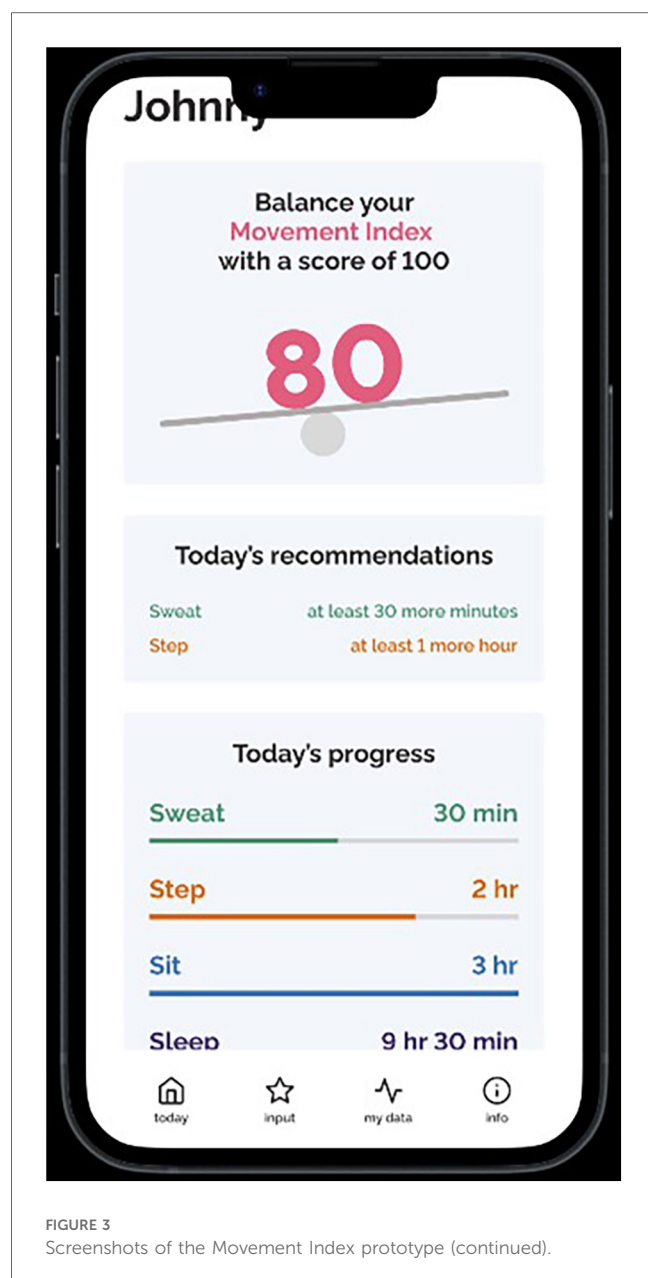 Johnny
Balance your
Movement Index
with a score of 100
80
Today's recommendations
Sweat at least 30 more minutes
Step at least 1 more hour
Today's progress
Sweat 30 min
Step 2 hr
Sit 3 hr
Sleep 9 hr 30 min
today input my data info
FIGURE 3
Screenshots of the Movement Index prototype (continued).